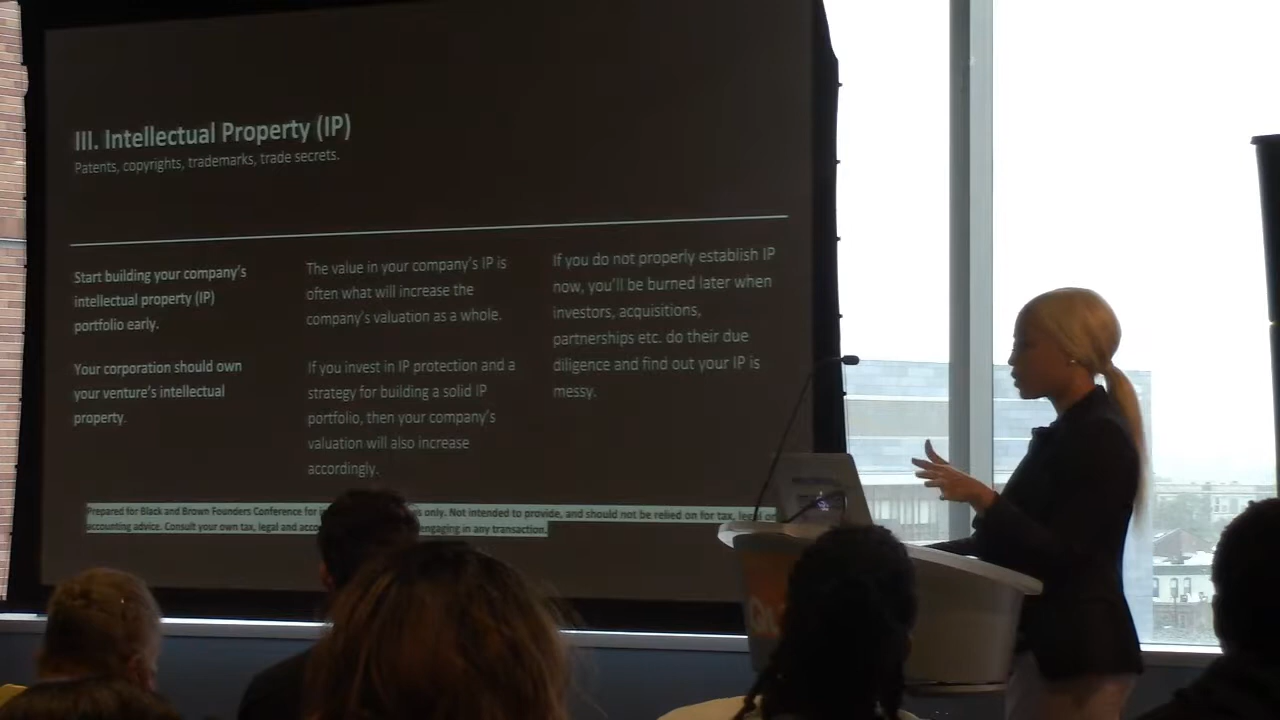 III. Intellectual Property (IP)
Patents, copyrights, trademarks, trade secrets.
Start building your company's
intellectual property (IP)
portfolio early.
Your corporation should own
your venture's intellectual
property.
The value in your company's IP is
often what will increase the
company's valuation as a whole.
If you invest in IP protection and a
strategy for building a solid IP
portfolio, then your company's
valuation will also increase
accordingly.
If you do not properly establish IP
now, you'll be burned later when
investors, acquisitions,
partnerships etc. do their due
diligence and find out your IP is
messy.
Prepared for Black and Brown Founders Conference for only. Not intended to provide, and should not be relied on for tax, legal or
accounting advice. Consult your own tax, legal and engaging in any transaction.